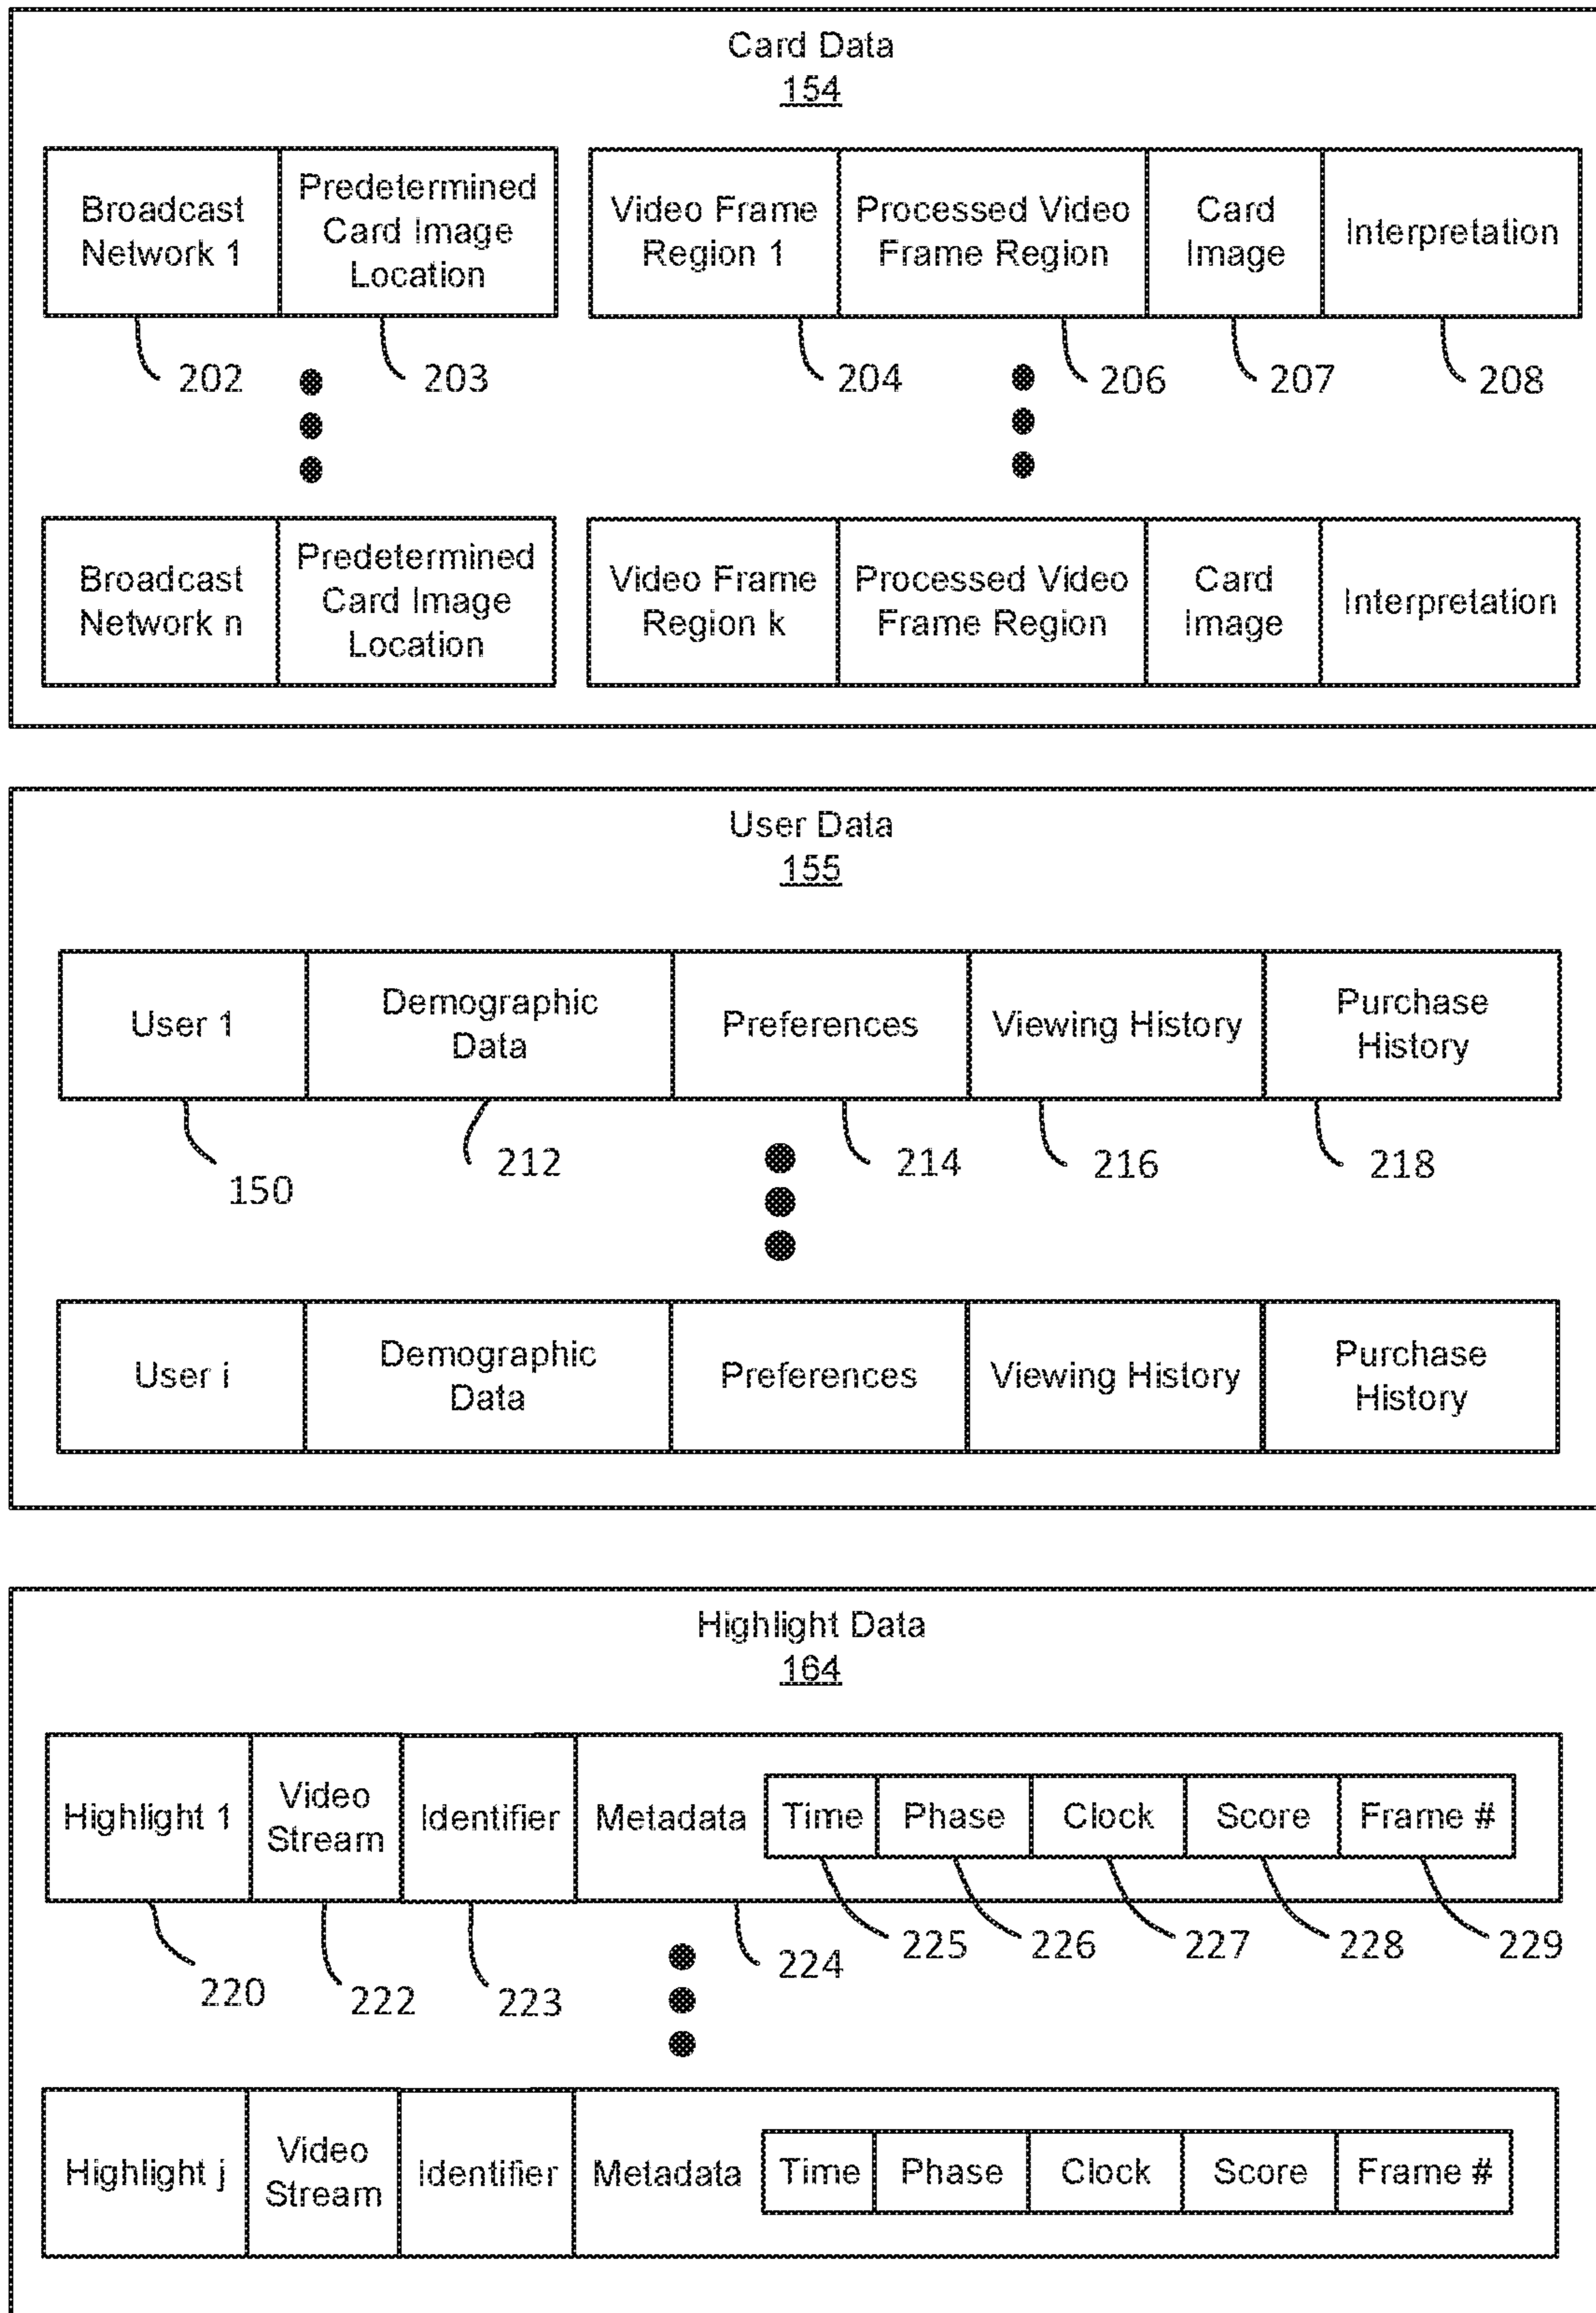 Card Data
154
Broadcast
Network 1
Predetermined
Card Image
Location
Video Frame
Region 1
Processed Video
Frame Region
Card
Image
Interpretation
202
203
204
206
207
208
Broadcast
Network n
Predetermined
Card Image
Location
Video Frame
Region k
Processed Video
Frame Region
Card
Image
Interpretation
User Data
155
User 1
Demographic
Data
Preferences
Viewing History
Purchase
History
150
212
214
216
218
User i
Demographic
Data
Preferences
Viewing History
Purchase
History
Highlight Data
164
Highlight 1
Video
Stream
Identifier
Metadata
Time
Phase
Clock
Score
Frame #
220
222
223
224
225
226
227
228
229
Highlight j
Video
Stream
Identifier
Metadata
Time
Phase
Clock
Score
Frame #